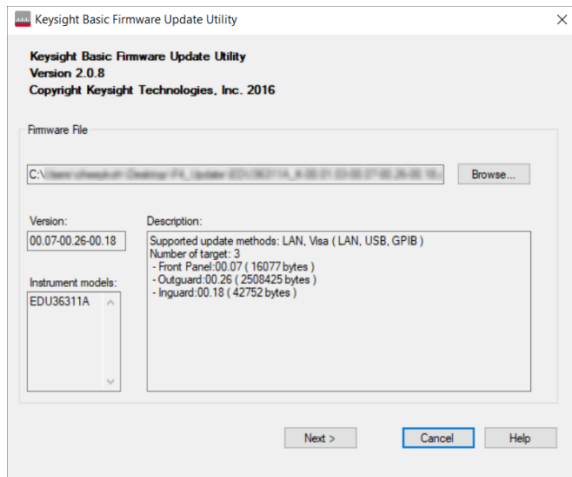 Keysight Basic Firmware Update Utility
Keysight Basic Firmware Update Utility
Version 2.0.8
Copyright Keysight Technologies, Inc. 2016
Firmware File
C:\
Browse...
Version:
Description:
00.07-00.26-00.18
Supported update methods: LAN, Visa ( LAN, USB, GPIB )
Number of target: 3
- Front Panel:00.07 ( 16077 bytes )
- Outguard:00.26 ( 2508425 bytes )
- Inguard:00.18 ( 42752 bytes )
Instrument models:
EDU36311A
Next >
Cancel
Help